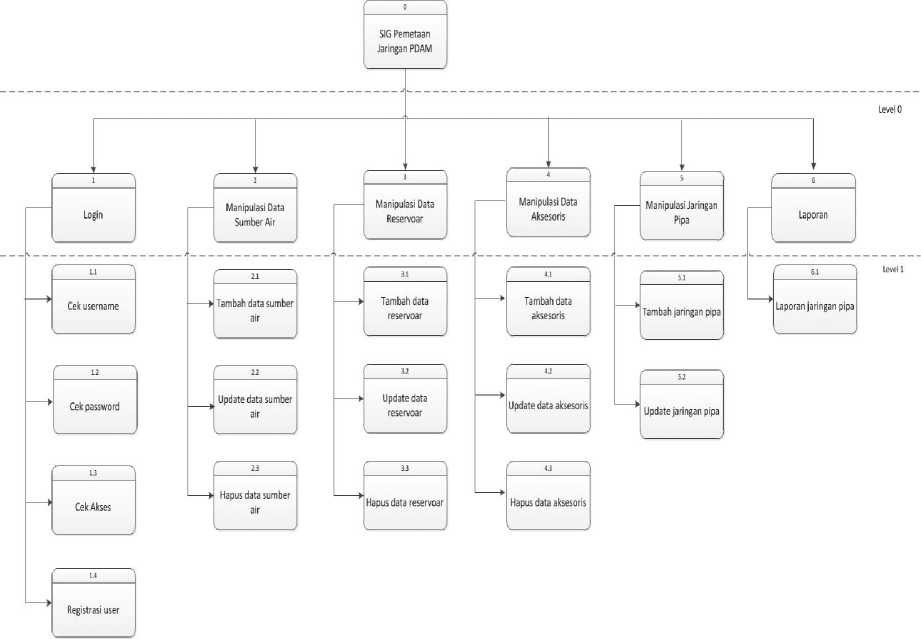 0
SIG Pemetaan
Jaringan PDAM
Level 0
1
Login
2
Manipulasi Data
Sumber Air
3
Manipulasi Data
Reservoar
4
Manipulasi Data
Aksesoris
5
Manipulasi Jaringan
Pipa
6
Laporan
Level 1
1.1
Cek username
2.1
Tambah data sumber
air
3.1
Tambah data
reservoar
4.1
Tambah data
aksesoris
5.1
Tambah jaringan pipa
6.1
Laporan jaringan pipa
1.2
Cek password
2.2
Update data sumber
air
3.2
Update data
reservoar
4.2
Update data aksesoris
5.2
Update jaringan pipa
1.3
Cek Akses
2.3
Hapus data sumber
air
3.3
Hapus data reservoar
4.3
Hapus data aksesoris
1.4
Registrasi user